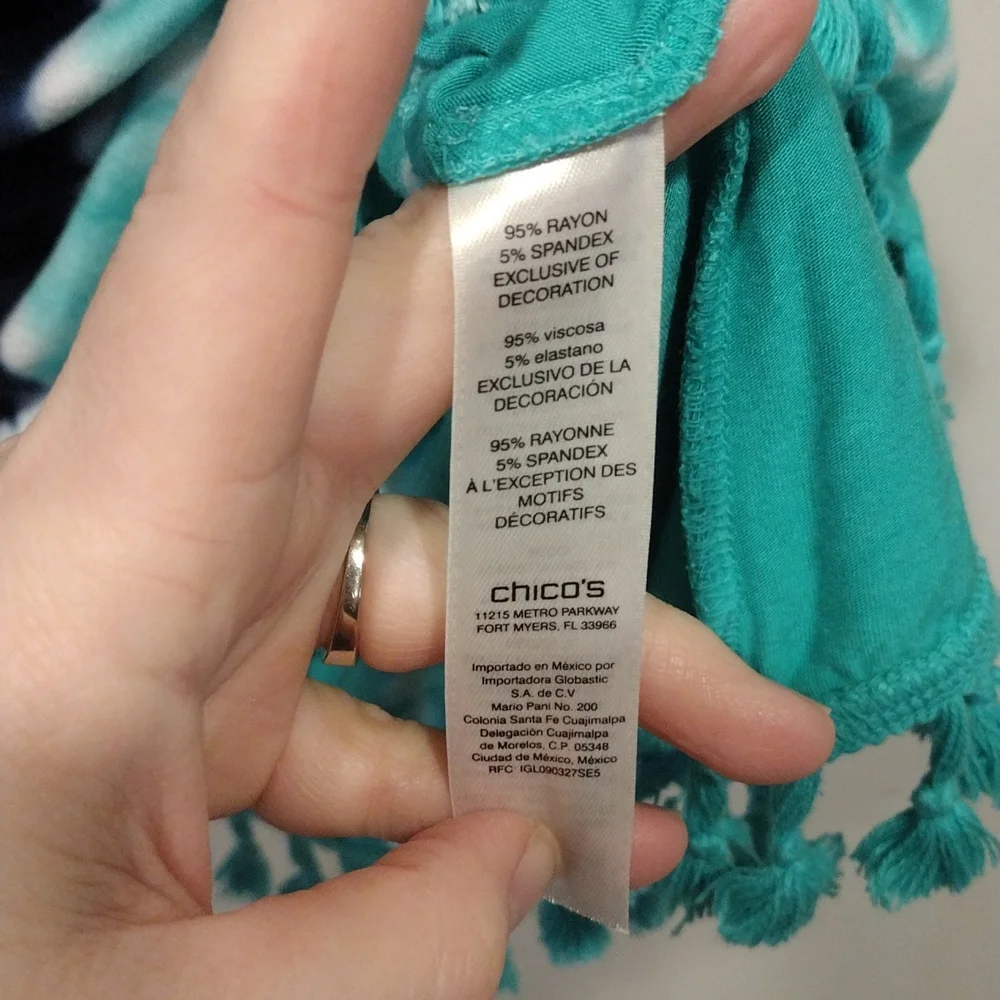 95% RAYON
5% SPANDEX
EXCLUSIVE OF
DECORATION
95% viscosa
5% elastano
EXCLUSIVO DE LA
DECORACIÓN
95% RAYONNE
5% SPANDEX
À L'EXCEPTION DES
MOTIFS
DÉCORATIFS
chico's
11215 METRO PARKWAY
FORT MYERS, FL 33966
Importado en México por
Importadora Globastic
S.A. de C.V
Mario Pani No. 200
Colonia Santa Fe Cuajimalpa
Delegación Cuajimalpa
de Morelos, C.P. 05348
Ciudad de México, México
RFC: IGL090327SE5